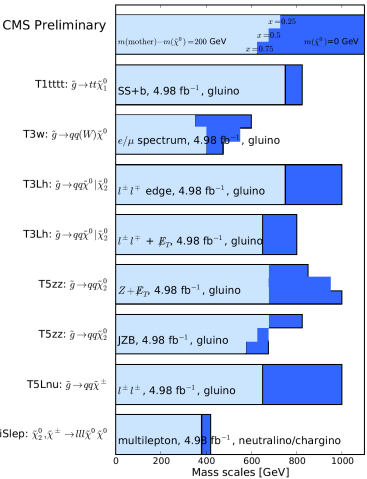 CMS Preliminary
x = 0.25
x = 0.5
x = 0.75
m(mother)−m(χ̃⁰)=200 GeV
m(χ̃⁰)=0 GeV
T1tttt: g̃→ttχ̃⁰₁
SS+b, 4.98 fb⁻¹, gluino
T3w: g̃→qq(W)χ̃⁰
e/μ spectrum, 4.98 fb⁻¹, gluino
T3Lh: g̃→qqχ̃⁰|χ̃⁰₂
l±l∓ edge, 4.98 fb⁻¹, gluino
T3Lh: g̃→qqχ̃⁰|χ̃⁰₂
l±l∓ + E̸_T, 4.98 fb⁻¹, gluino
T5zz: g̃→qqχ̃⁰₂
Z+E̸_T, 4.98 fb⁻¹, gluino
T5zz: g̃→qqχ̃⁰₂
JZB, 4.98 fb⁻¹, gluino
T5Lnu: g̃→qqχ̃±
l±l±, 4.98 fb⁻¹, gluino
iSlep: χ̃⁰₂,χ̃±→lllχ̃⁰χ̃⁰
multilepton, 4.98 fb⁻¹, neutralino/chargino
0 200 400 600 800 1000
Mass scales [GeV]